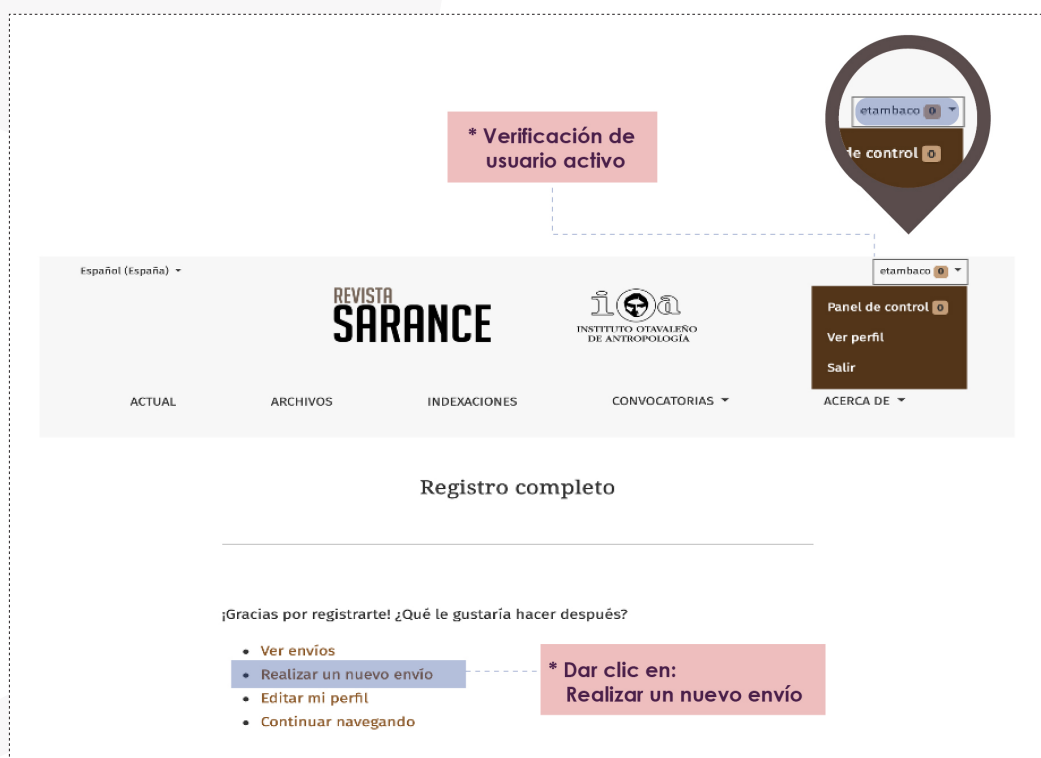 etambaco 0
de control 0
* Verificación de
usuario activo
Español (España)
etambaco 0
REVISTA
SARANCE
ioa
INSTITUTO OTAVALEÑO
DE ANTROPOLOGÍA
Panel de control 0
Ver perfil
Salir
ACTUAL
ARCHIVOS
INDEXACIONES
CONVOCATORIAS
ACERCA DE
Registro completo
¡Gracias por registrarte! ¿Qué le gustaría hacer después?
• Ver envíos
• Realizar un nuevo envío
• Editar mi perfil
• Continuar navegando
* Dar clic en:
Realizar un nuevo envío